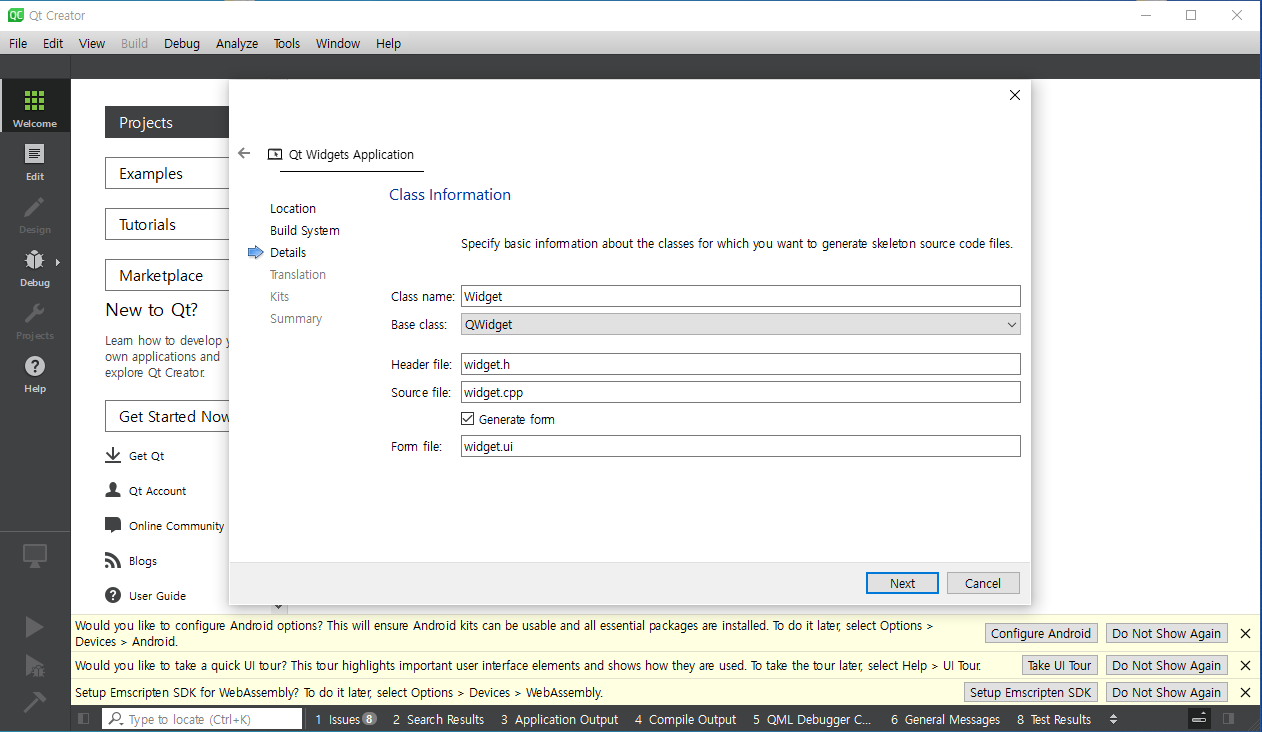 Qt Creator
File Edit View Build Debug Analyze Tools Window Help
Welcome
Edit
Design
Debug
Projects
Help
Projects
Examples
Tutorials
Marketplace
New to Qt?
Learn how to develop y
own applications and
explore Qt Creator.
Get Started Now
Get Qt
Qt Account
Online Community
Blogs
User Guide
Qt Widgets Application
Location
Build System
Details
Translation
Kits
Summary
Class Information
Specify basic information about the classes for which you want to generate skeleton source code files.
Class name: Widget
Base class: QWidget
Header file: widget.h
Source file: widget.cpp
Generate form
Form file: widget.ui
Next Cancel
Would you like to configure Android options? This will ensure Android kits can be usable and all essential packages are installed. To do it later, select Options >
Devices > Android.
Configure Android Do Not Show Again
Would you like to take a quick UI tour? This tour highlights important user interface elements and shows how they are used. To take the tour later, select Help > UI Tour.
Take UI Tour Do Not Show Again
Setup Emscripten SDK for WebAssembly? To do it later, select Options > Devices > WebAssembly.
Setup Emscripten SDK Do Not Show Again
Type to locate (Ctrl+K) 1 Issues 8 2 Search Results 3 Application Output 4 Compile Output 5 QML Debugger C... 6 General Messages 8 Test Results